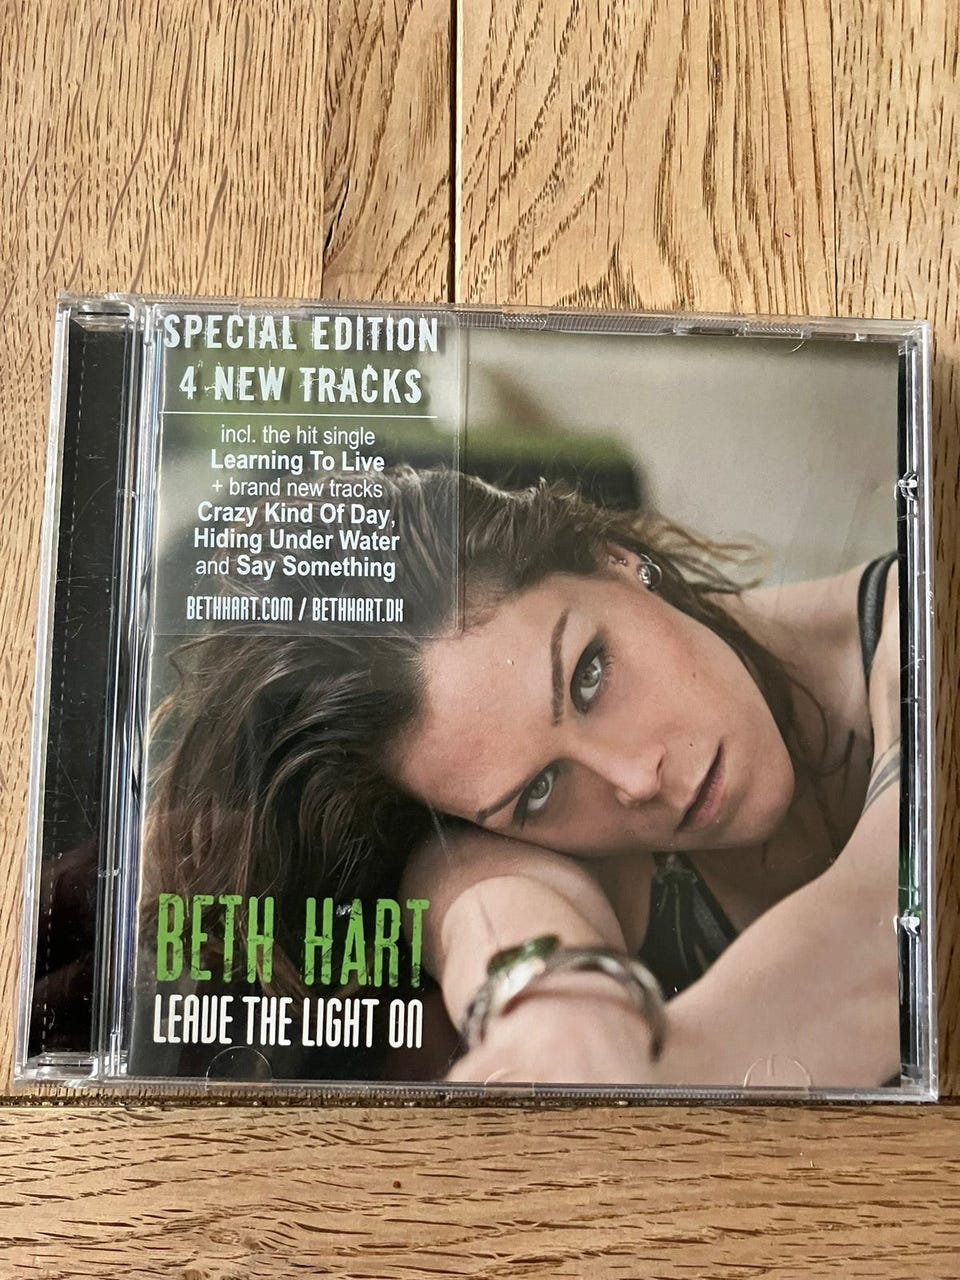 SPECIAL EDITION
4 NEW TRACKS
incl. the hit single
Learning To Live
+ brand new tracks
Crazy Kind Of Day,
Hiding Under Water
and Say Something
BETHHART.COM / BETHHART.DK
BETH HART
LEAVE THE LIGHT ON